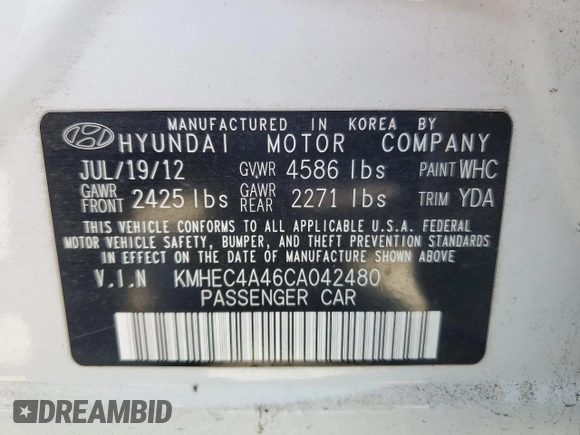 MANUFACTURED IN KOREA BY
HYUNDAI MOTOR COMPANY
JUL/19/12 GVWR 4586 lbs PAINT WHC
GAWR FRONT 2425 lbs GAWR REAR 2271 lbs TRIM YDA
THIS VEHICLE CONFORMS TO ALL APPLICABLE U.S.A. FEDERAL
MOTOR VEHICLE SAFETY, BUMPER, AND THEFT PREVENTION STANDARDS
IN EFFECT ON THE DATE OF MANUFACTURE SHOWN ABOVE.
V.I.N KMHEC4A46CA042480
PASSENGER CAR
DREAMBID